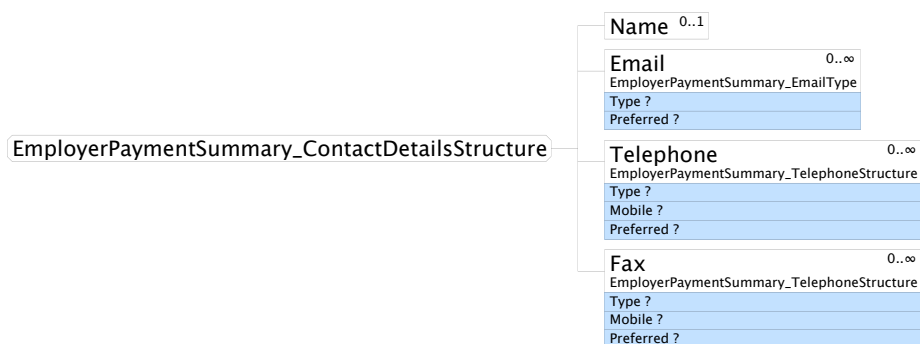 Name 0..1
Email 0..∞
EmployerPaymentSummary_EmailType
Type ?
Preferred ?
EmployerPaymentSummary_ContactDetailsStructure
Telephone 0..∞
EmployerPaymentSummary_TelephoneStructure
Type ?
Mobile ?
Preferred ?
Fax 0..∞
EmployerPaymentSummary_TelephoneStructure
Type ?
Mobile ?
Preferred ?